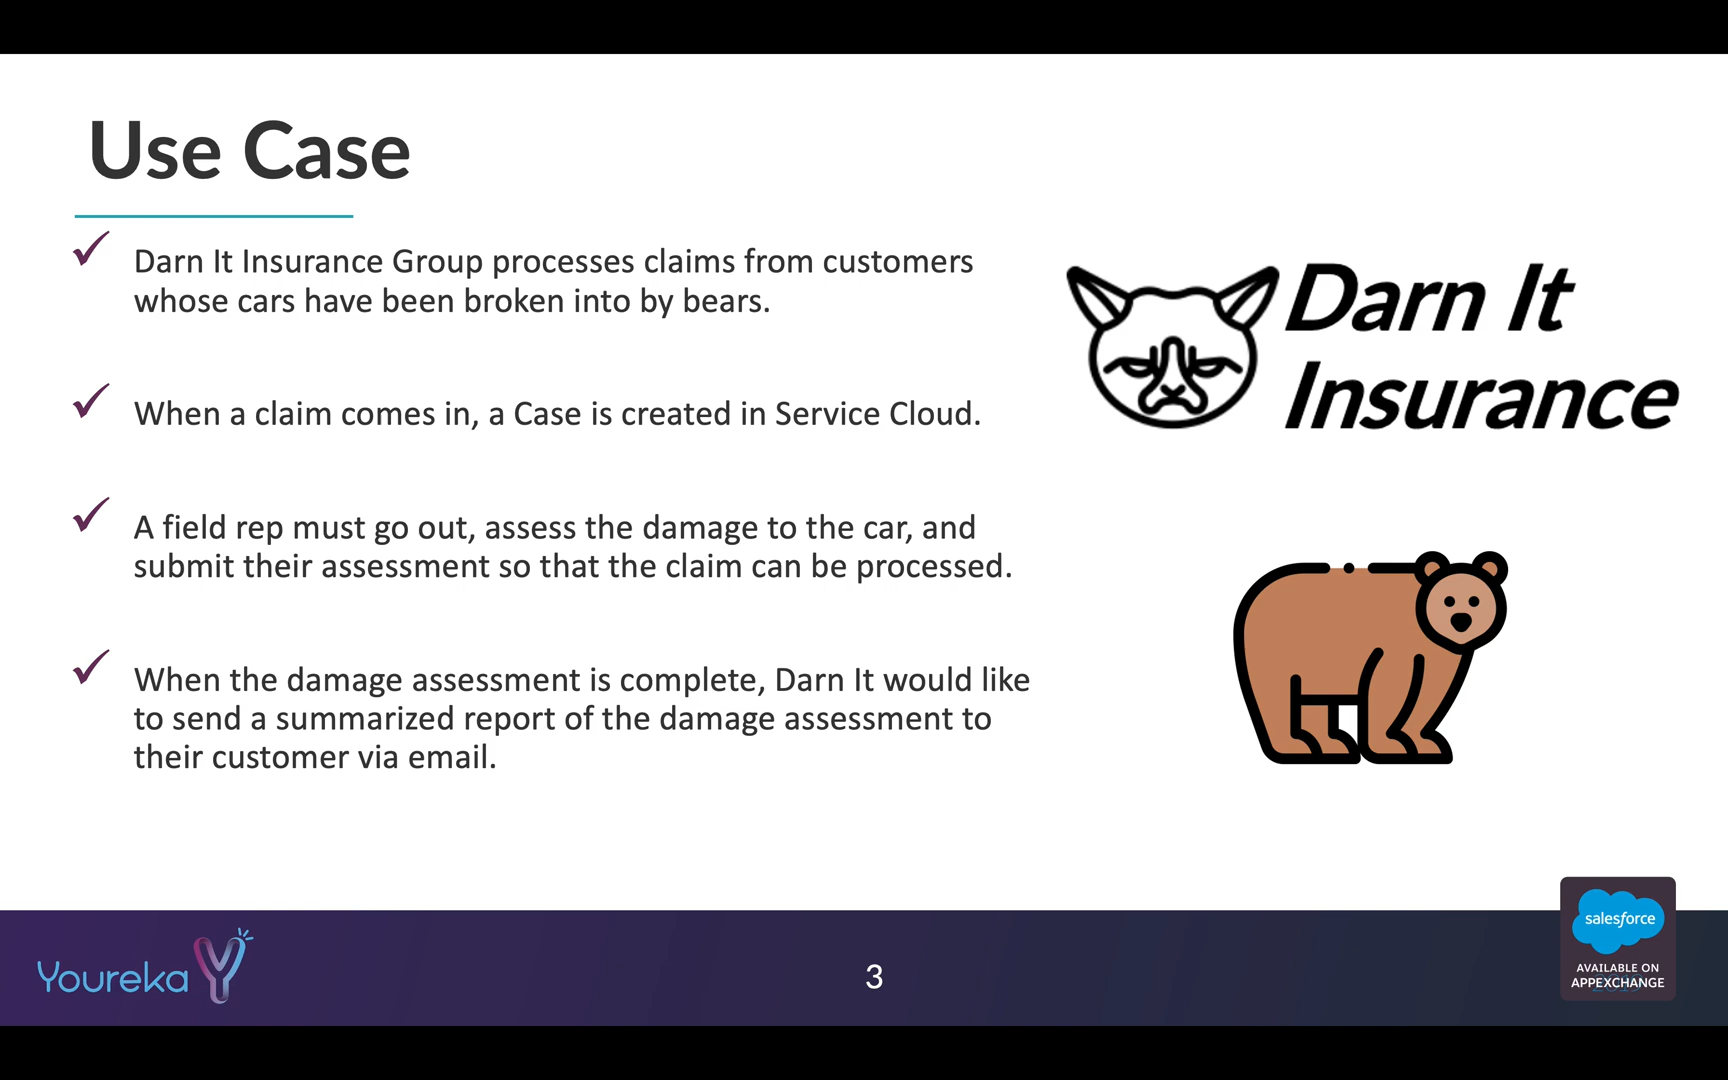 Use Case
Darn It Insurance Group processes claims from customers
whose cars have been broken into by bears.
When a claim comes in, a Case is created in Service Cloud.
A field rep must go out, assess the damage to the car, and
submit their assessment so that the claim can be processed.
When the damage assessment is complete, Darn It would like
to send a summarized report of the damage assessment to
their customer via email.
Darn It
Insurance
Youreka
3
salesforce
AVAILABLE ON
APPEXCHANGE